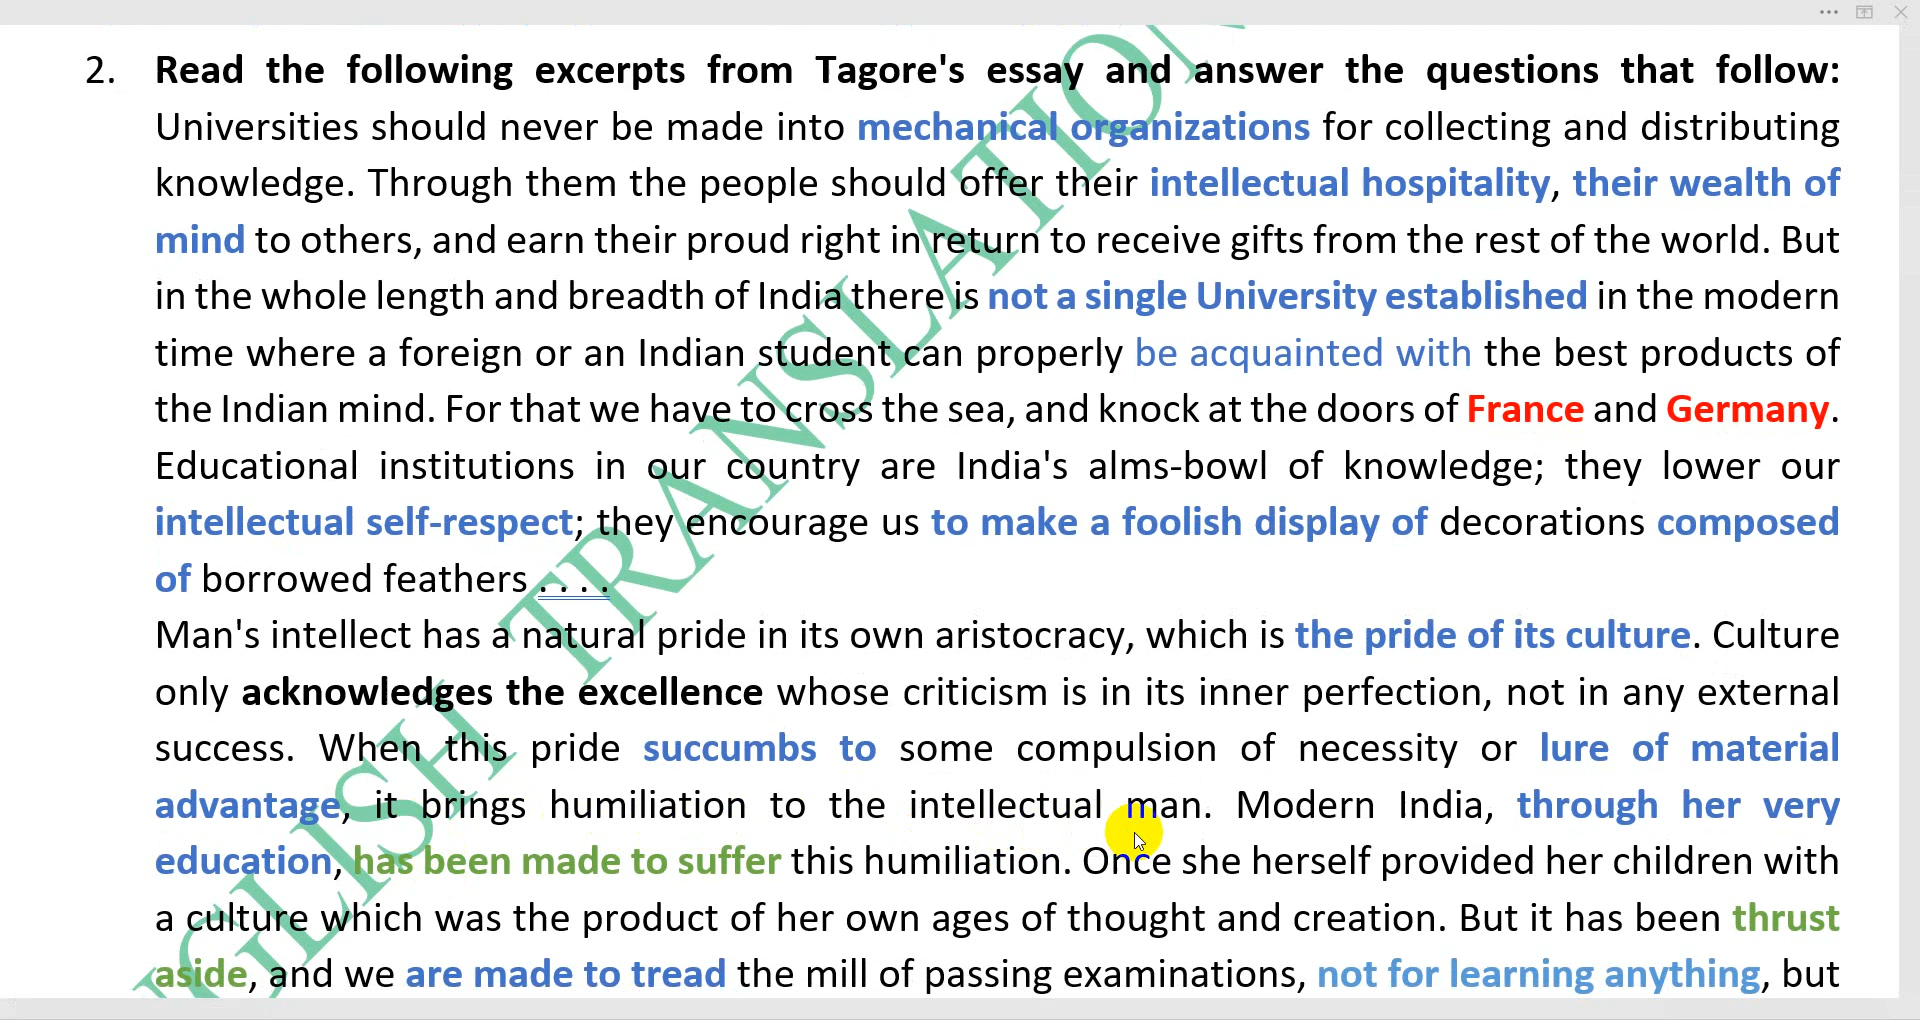 2. Read the following excerpts from Tagore's essay and answer the questions that follow:
Universities should never be made into mechanical organizations for collecting and distributing
knowledge. Through them the people should offer their intellectual hospitality, their wealth of
mind to others, and earn their proud right in return to receive gifts from the rest of the world. But
in the whole length and breadth of India there is not a single University established in the modern
time where a foreign or an Indian student can properly be acquainted with the best products of
the Indian mind. For that we have to cross the sea, and knock at the doors of France and Germany.
Educational institutions in our country are India's alms-bowl of knowledge; they lower our
intellectual self-respect; they encourage us to make a foolish display of decorations composed
of borrowed feathers . . . .
Man's intellect has a natural pride in its own aristocracy, which is the pride of its culture. Culture
only acknowledges the excellence whose criticism is in its inner perfection, not in any external
success. When this pride succumbs to some compulsion of necessity or lure of material
advantage, it brings humiliation to the intellectual man. Modern India, through her very
education, has been made to suffer this humiliation. Once she herself provided her children with
a culture which was the product of her own ages of thought and creation. But it has been thrust
aside, and we are made to tread the mill of passing examinations, not for learning anything, but
NGLISH TRANSLATION